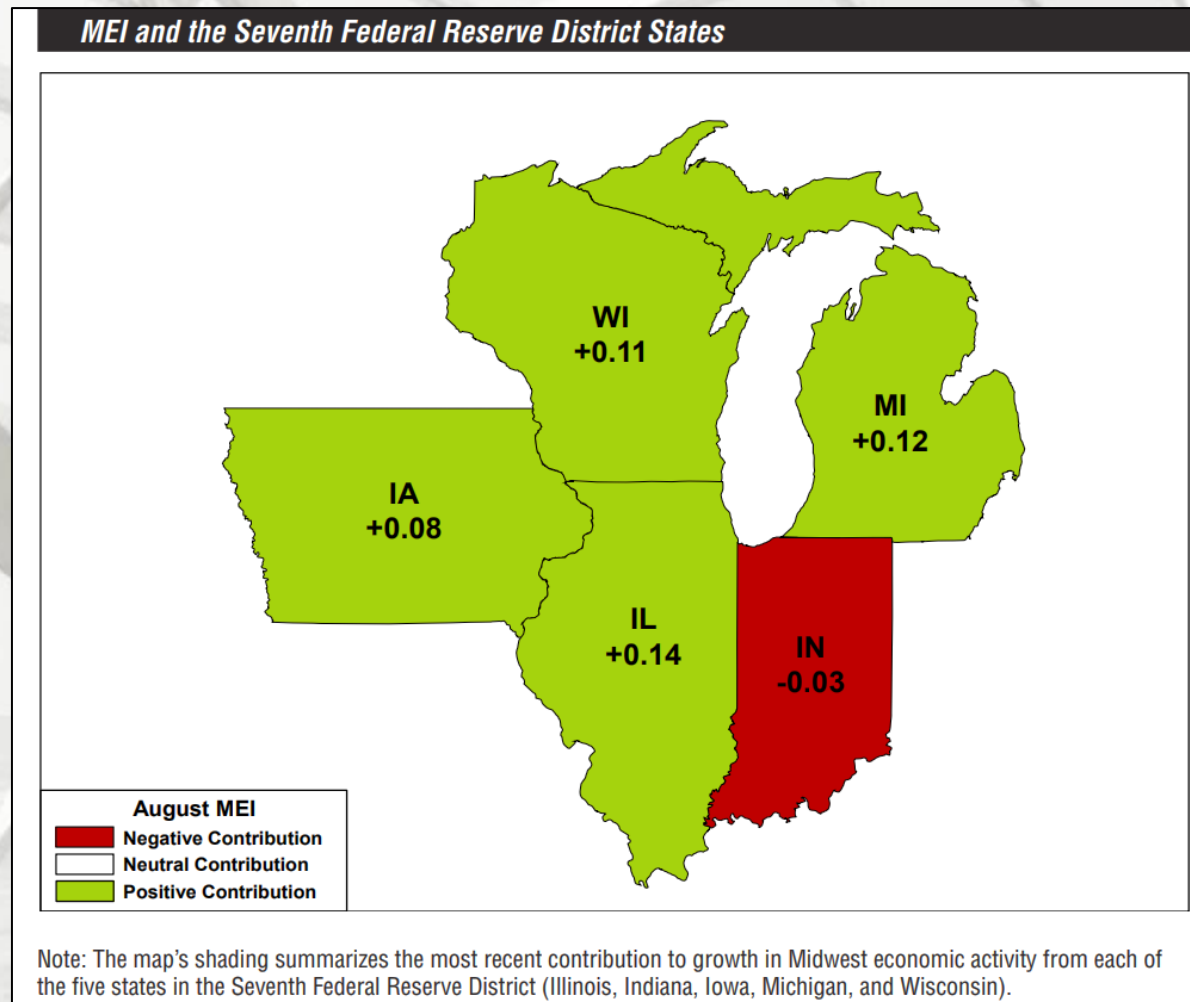 MEI and the Seventh Federal Reserve District States
WI
+0.11
MI
+0.12
IA
+0.08
IL
+0.14
IN
-0.03
August MEI
Negative Contribution
Neutral Contribution
Positive Contribution
Note: The map's shading summarizes the most recent contribution to growth in Midwest economic activity from each of
the five states in the Seventh Federal Reserve District (Illinois, Indiana, Iowa, Michigan, and Wisconsin).